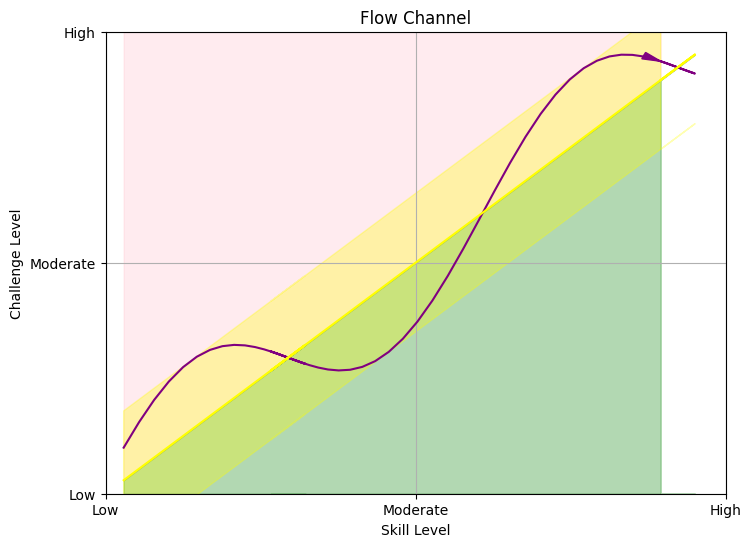 Flow Channel
High
Moderate
Low
Challenge Level
Low
Moderate
High
Skill Level